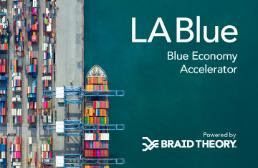 LA Blue
Blue Economy
Accelerator
Powered by
BRAID THEORY.